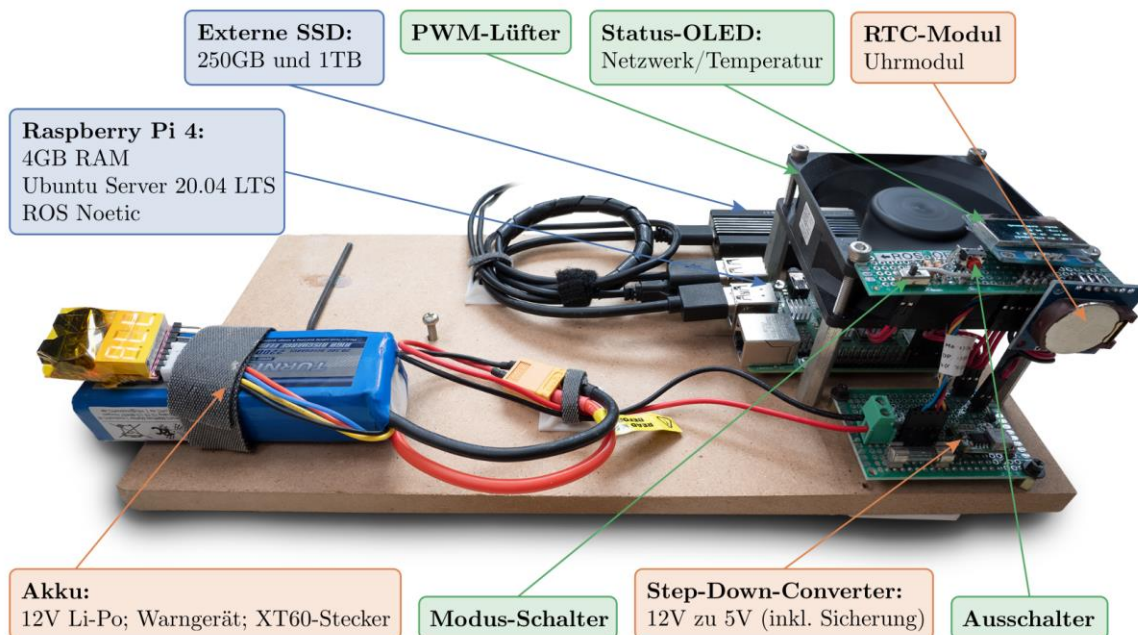 Externe SSD:
250GB und 1TB
PWM-Lüfter
Status-OLED:
Netzwerk/Temperatur
RTC-Modul
Uhrmodul
Raspberry Pi 4:
4GB RAM
Ubuntu Server 20.04 LTS
ROS Noetic
ROS
Akku:
12V Li-Po; Warngerät; XT60-Stecker
Modus-Schalter
Step-Down-Converter:
12V zu 5V (inkl. Sicherung)
Ausschalter